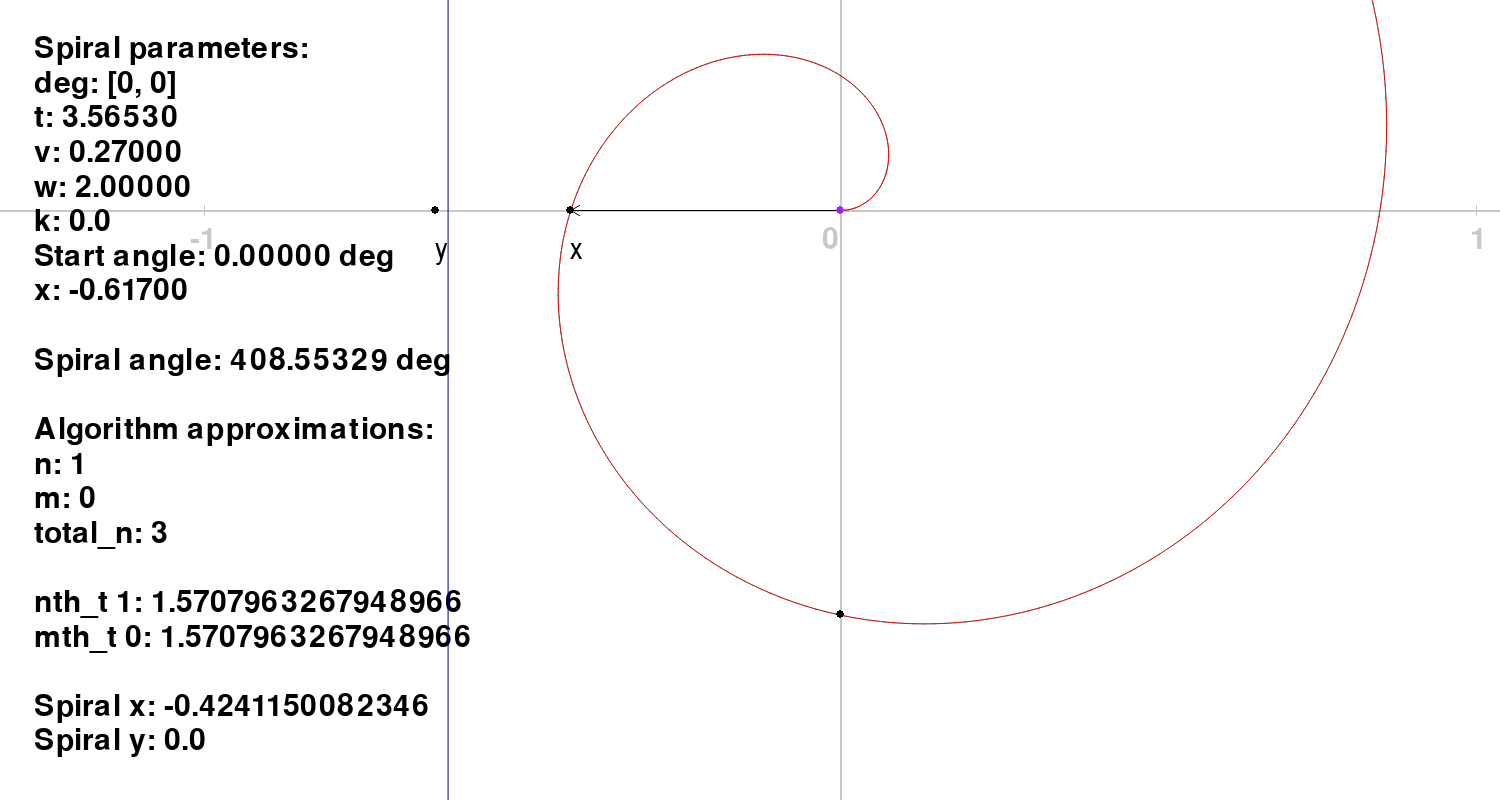 Spiral parameters:
deg: [0, 0]
t: 3.56530
v: 0.27000
w: 2.00000
k: 0.0
-1 0 1
Start angle: 0.00000 deg
y x
x: -0.61700
Spiral angle: 408.55329 deg
Algorithm approximations:
n: 1
m: 0
total_n: 3
nth_t 1: 1.5707963267948966
mth_t 0: 1.5707963267948966
Spiral x: -0.4241150082346
Spiral y: 0.0